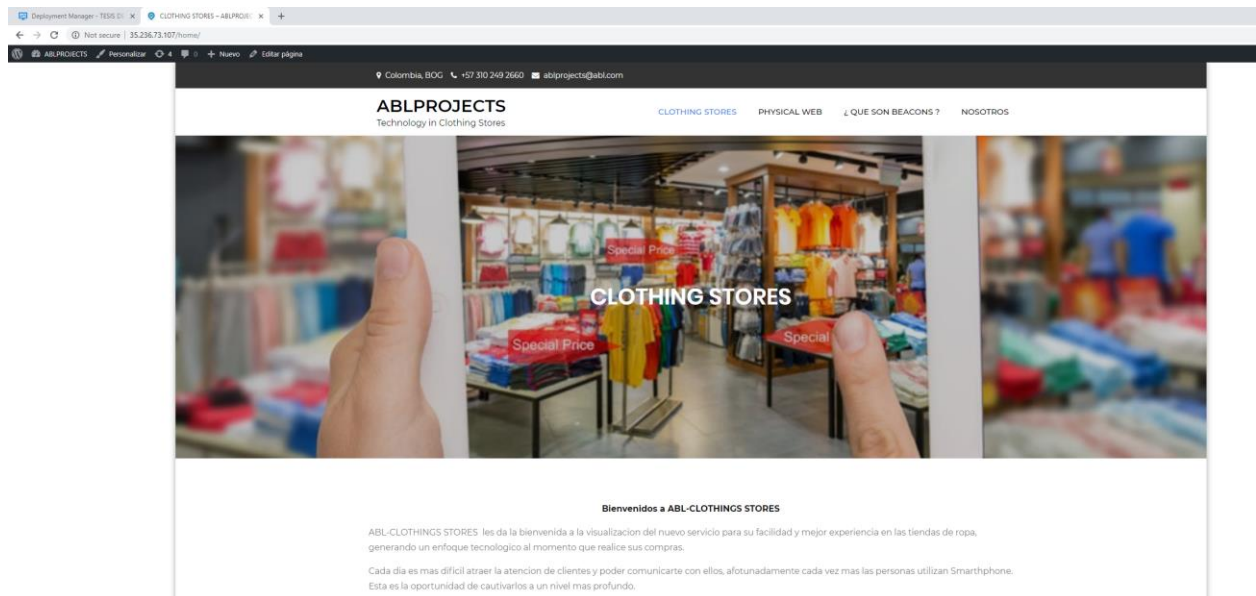 Deployment Manager - TESIS DE
CLOTHING STORES – ABLPROJEC
Not secure | 35.236.73.107/home/
ABLPROJECTS Personalizar 4 0 Nuevo Editar página
Colombia, BOG +57 310 249 2660 ablprojects@abl.com
ABLPROJECTS
Technology in Clothing Stores
CLOTHING STORES PHYSICAL WEB ¿ QUE SON BEACONS ? NOSOTROS
Special Price
CLOTHING STORES
Special Price
Special
Bienvenidos a ABL-CLOTHINGS STORES
ABL-CLOTHINGS STORES les da la bienvenida a la visualizacion del nuevo servicio para su facilidad y mejor experiencia en las tiendas de ropa,
generando un enfoque tecnologico al momento que realice sus compras.
Cada dia es mas dificil atraer la atencion de clientes y poder comunicarte con ellos, afotunadamente cada vez mas las personas utilizan Smarthphone.
Esta es la oportunidad de cautivarlos a un nivel mas profundo.